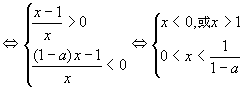 ⇔ { (x−1)/x > 0, ((1−a)x−1)/x < 0 ⇔ { x < 0,或x > 1, 0 < x < 1/(1−a)